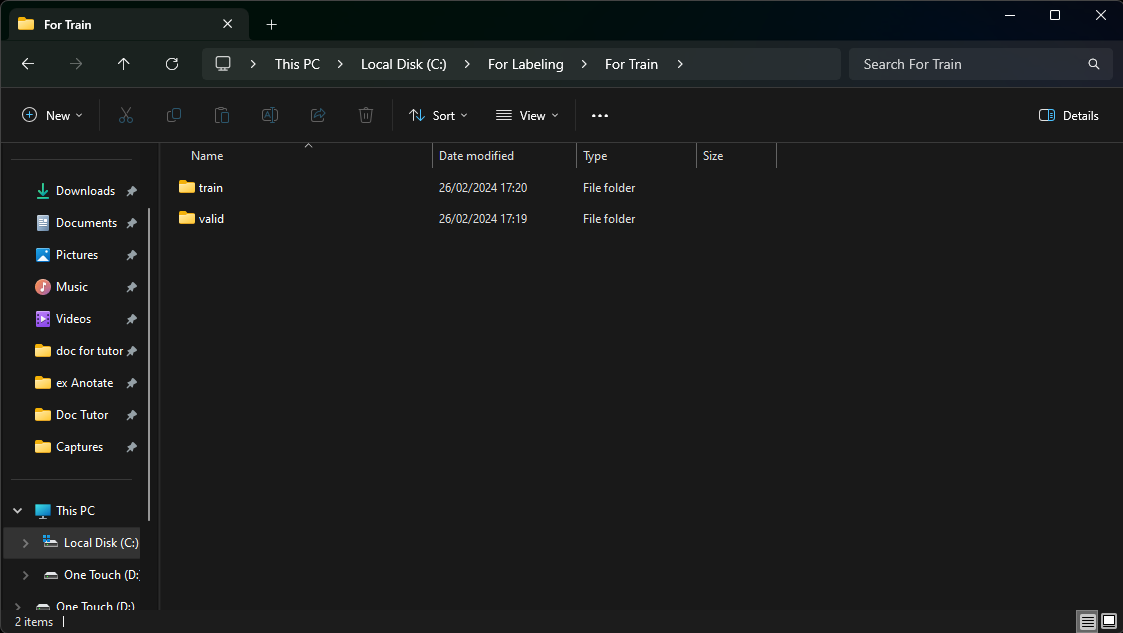 For Train
This PC Local Disk (C:) For Labeling For Train
Search For Train
New Sort View Details
Name Date modified Type Size
train 26/02/2024 17:20 File folder
valid 26/02/2024 17:19 File folder
Downloads
Documents
Pictures
Music
Videos
doc for tutor
ex Anotate
Doc Tutor
Captures
This PC
Local Disk (C:)
One Touch (D:)
One Touch (D:)
2 items